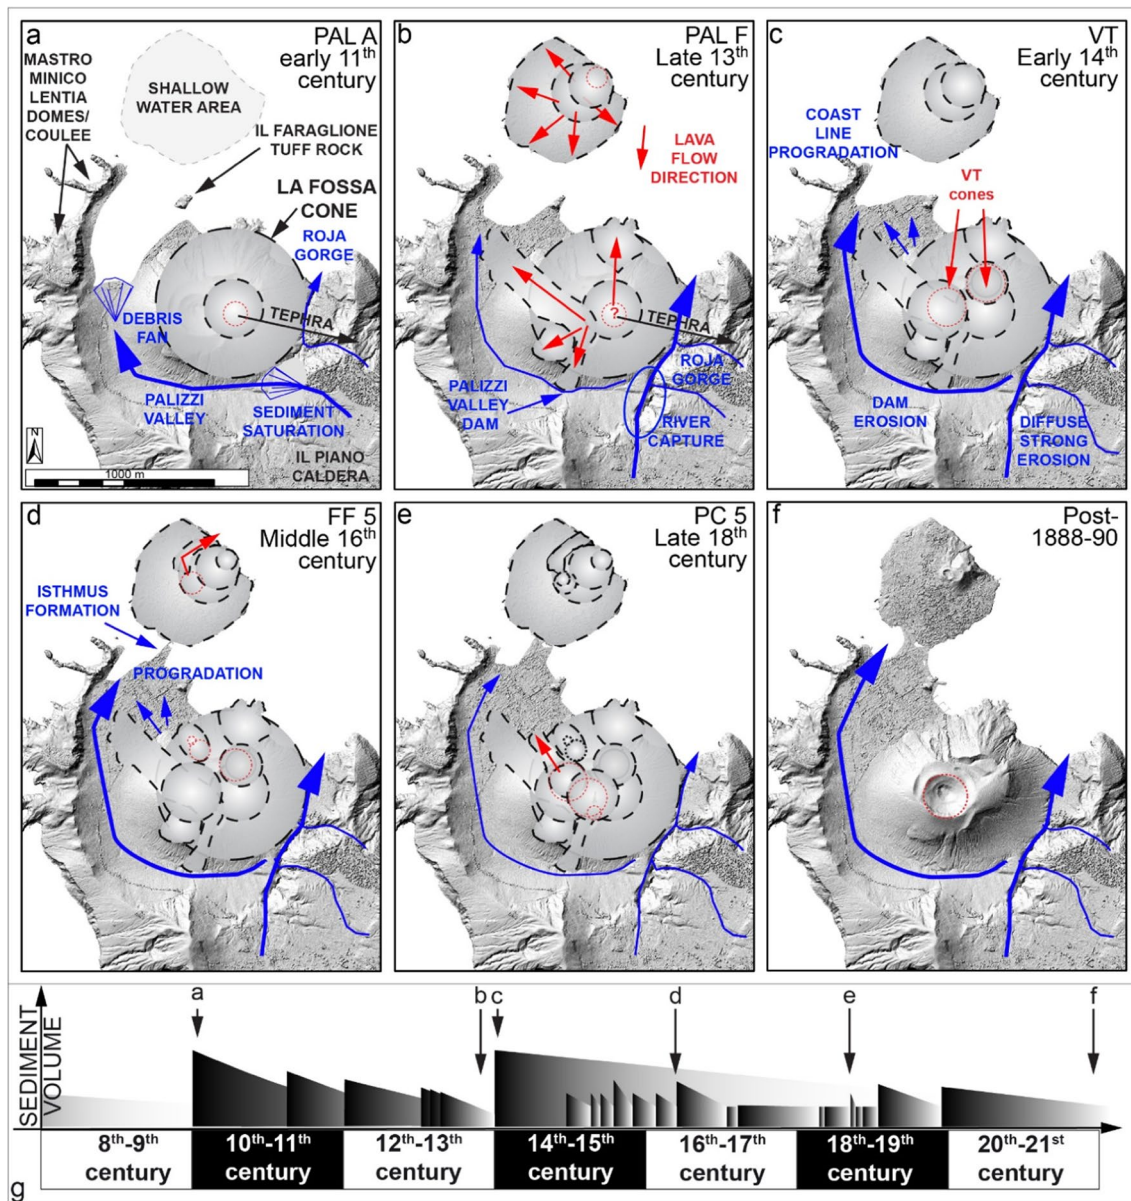 a
PAL A
early 11th
century
MASTRO
MINICO
LENTIA
DOMES/
COULEE
SHALLOW
WATER AREA
IL FARAGLIONE
TUFF ROCK
LA FOSSA
CONE
ROJA
GORGE
TEPHRA
DEBRIS
FAN
PALIZZI
VALLEY
SEDIMENT
SATURATION
IL PIANO
CALDERA
N
1000 m
b
PAL F
Late 13th
century
LAVA
FLOW
DIRECTION
?
TEPHRA
ROJA
GORGE
PALIZZI
VALLEY
DAM
RIVER
CAPTURE
c
VT
Early 14th
century
COAST
LINE
PROGRADATION
VT
cones
DAM
EROSION
DIFFUSE
STRONG
EROSION
d
FF 5
Middle 16th
century
ISTHMUS
FORMATION
PROGRADATION
e
PC 5
Late 18th
century
f
Post-
1888-90
SEDIMENT
VOLUME
a
b
c
d
e
f
8th-9th
century
10th-11th
century
12th-13th
century
14th-15th
century
16th-17th
century
18th-19th
century
20th-21st
century
g